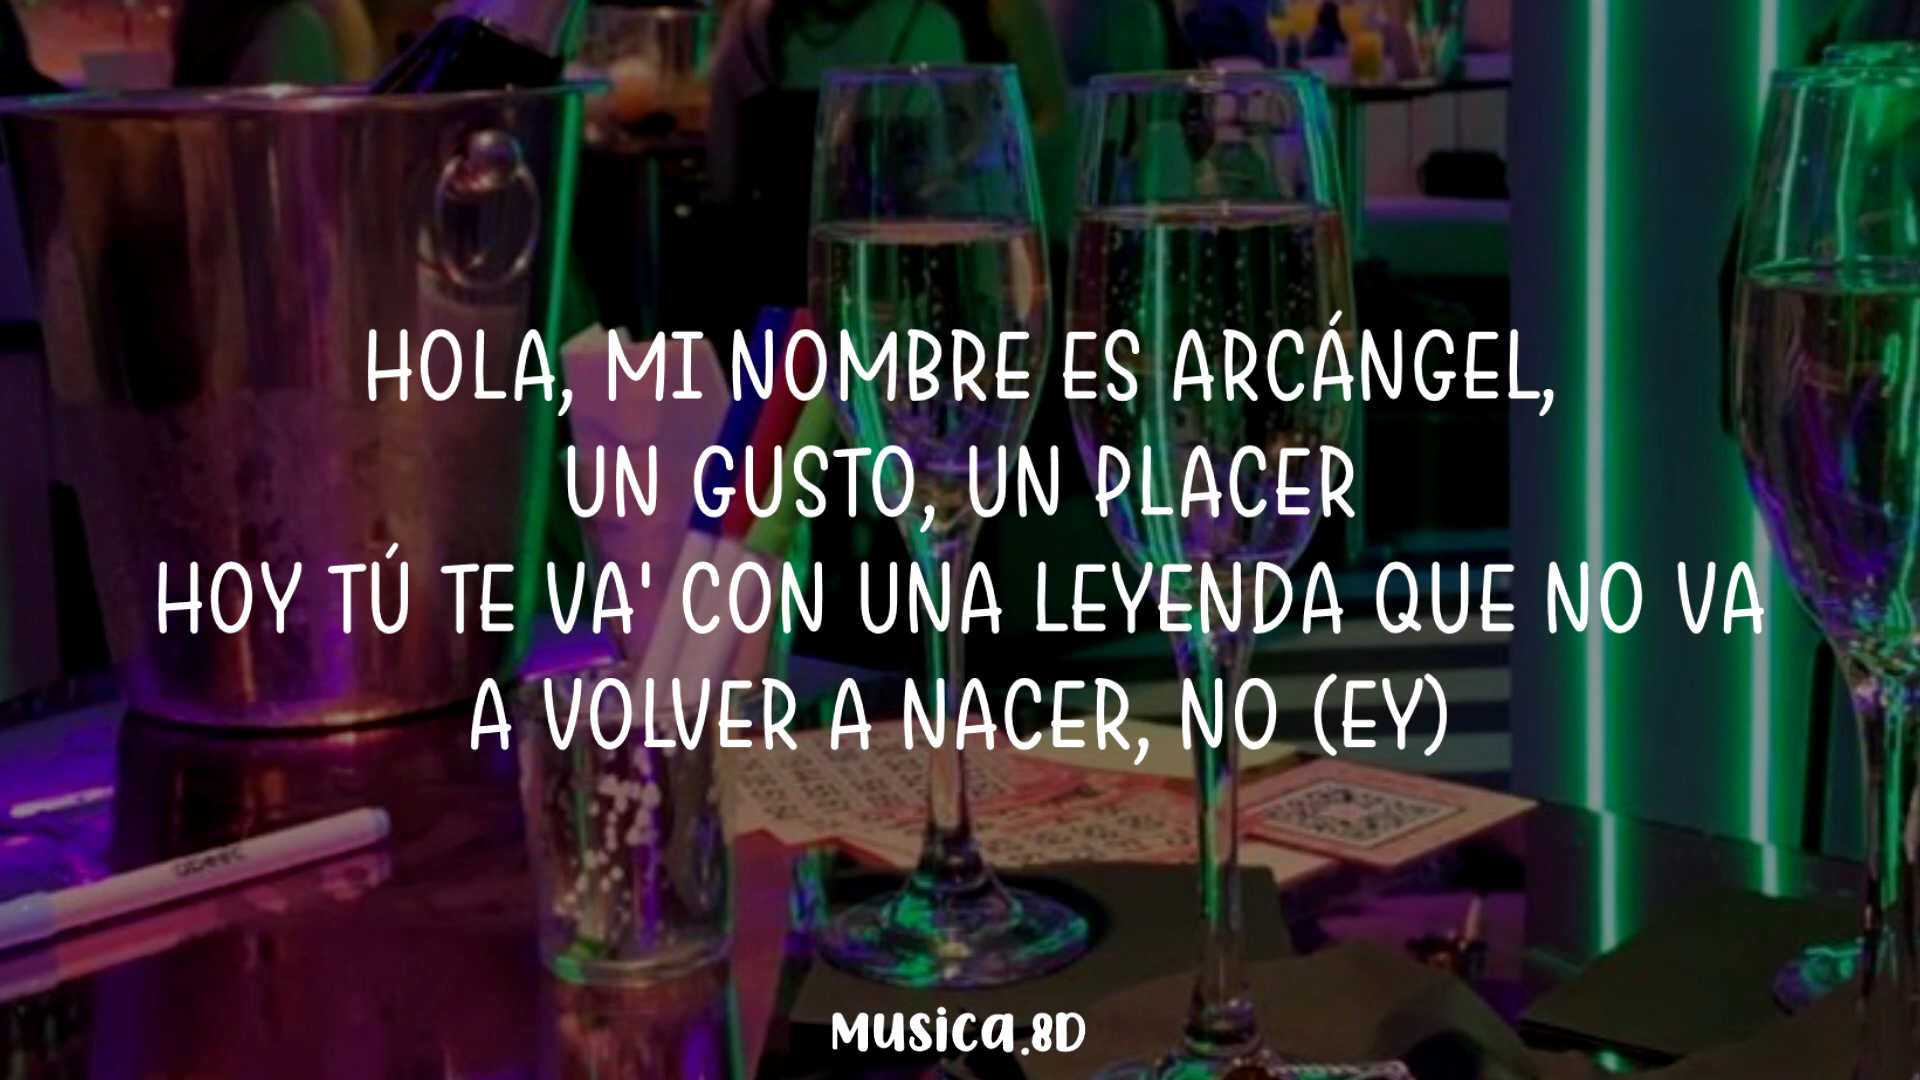 HOLA, MI NOMBRE ES ARCÁNGEL,
UN GUSTO, UN PLACER
HOY TÚ TE VA' CON UNA LEYENDA QUE NO VA
A VOLVER A NACER, NO (EY)
MUSICA.8D